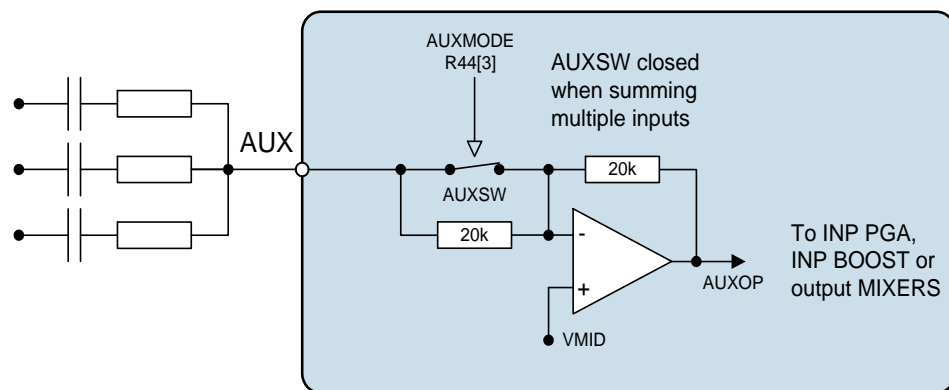 AUXMODE
R44[3]
AUXSW closed
when summing
multiple inputs
AUX
AUXSW
20k
20k
-
+
AUXOP
VMID
To INP PGA,
INP BOOST or
output MIXERS